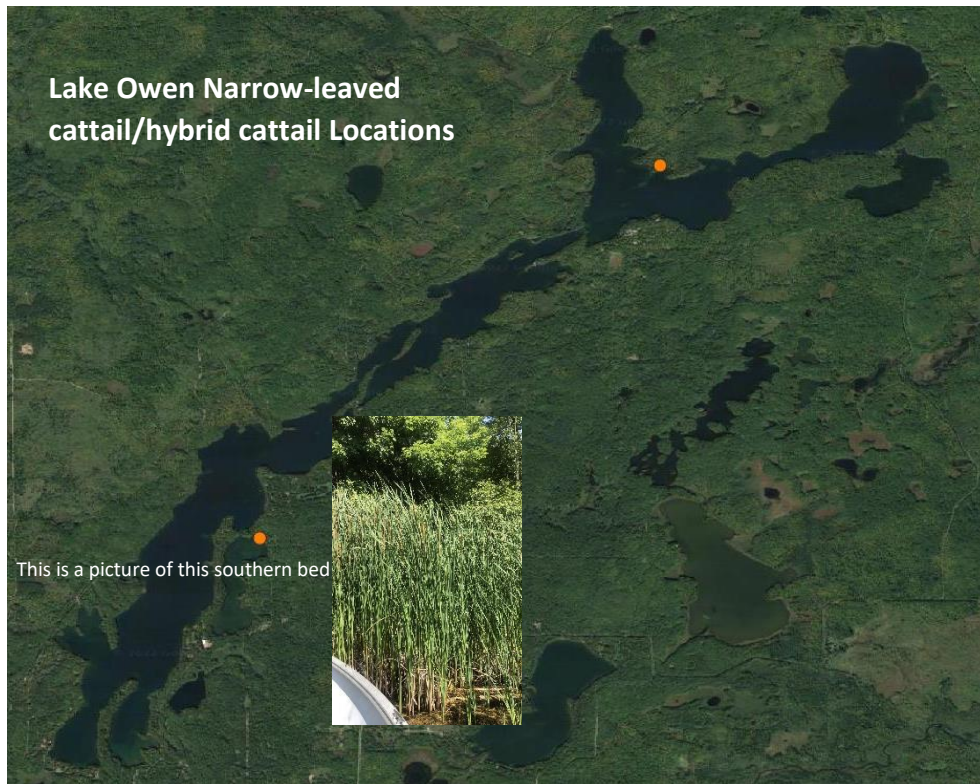 Lake Owen Narrow-leaved
cattail/hybrid cattail Locations
This is a picture of this southern bed